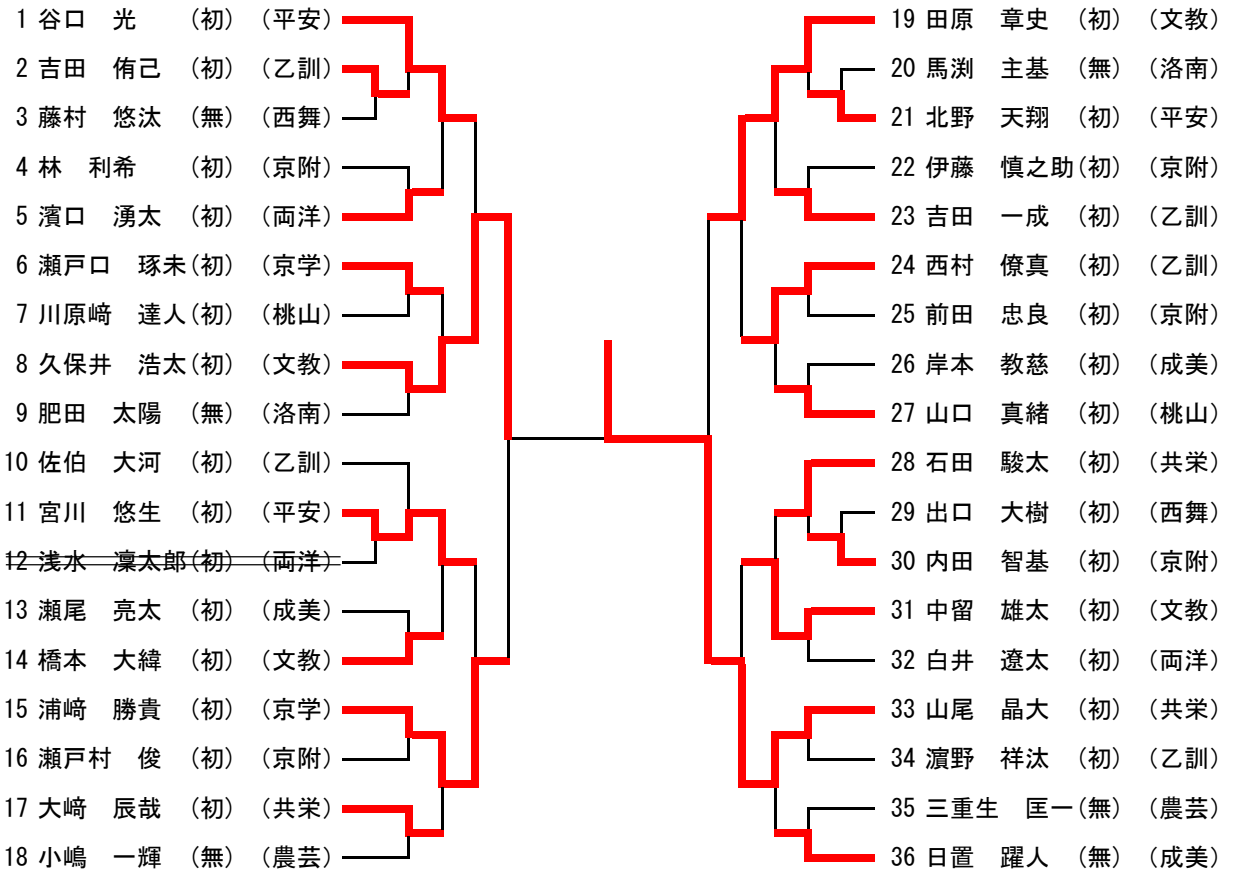 1 谷口　光　（初）（平安）
2 吉田　侑己　（初）（乙訓）
3 藤村　悠汰　（無）（西舞）
4 林　利希　（初）（京附）
5 濱口　湧太　（初）（両洋）
6 瀬戸口　琢未（初）（京学）
7 川原﨑　達人（初）（桃山）
8 久保井　浩太（初）（文教）
9 肥田　太陽　（無）（洛南）
10 佐伯　大河　（初）（乙訓）
11 宮川　悠生　（初）（平安）
12 浅水　凜太郎（初）（両洋）
13 瀬尾　亮太　（初）（成美）
14 橋本　大緯　（初）（文教）
15 浦﨑　勝貴　（初）（京学）
16 瀬戸村　俊　（初）（京附）
17 大﨑　辰哉　（初）（共栄）
18 小嶋　一輝　（無）（農芸）
19 田原　章史　（初）（文教）
20 馬渕　主基　（無）（洛南）
21 北野　天翔　（初）（平安）
22 伊藤　慎之助（初）（京附）
23 吉田　一成　（初）（乙訓）
24 西村　僚真　（初）（乙訓）
25 前田　忠良　（初）（京附）
26 岸本　教慈　（初）（成美）
27 山口　真緒　（初）（桃山）
28 石田　駿太　（初）（共栄）
29 出口　大樹　（初）（西舞）
30 内田　智基　（初）（京附）
31 中留　雄太　（初）（文教）
32 白井　遼太　（初）（両洋）
33 山尾　晶大　（初）（共栄）
34 濵野　祥汰　（初）（乙訓）
35 三重生　匡一（無）（農芸）
36 日置　躍人　（無）（成美）